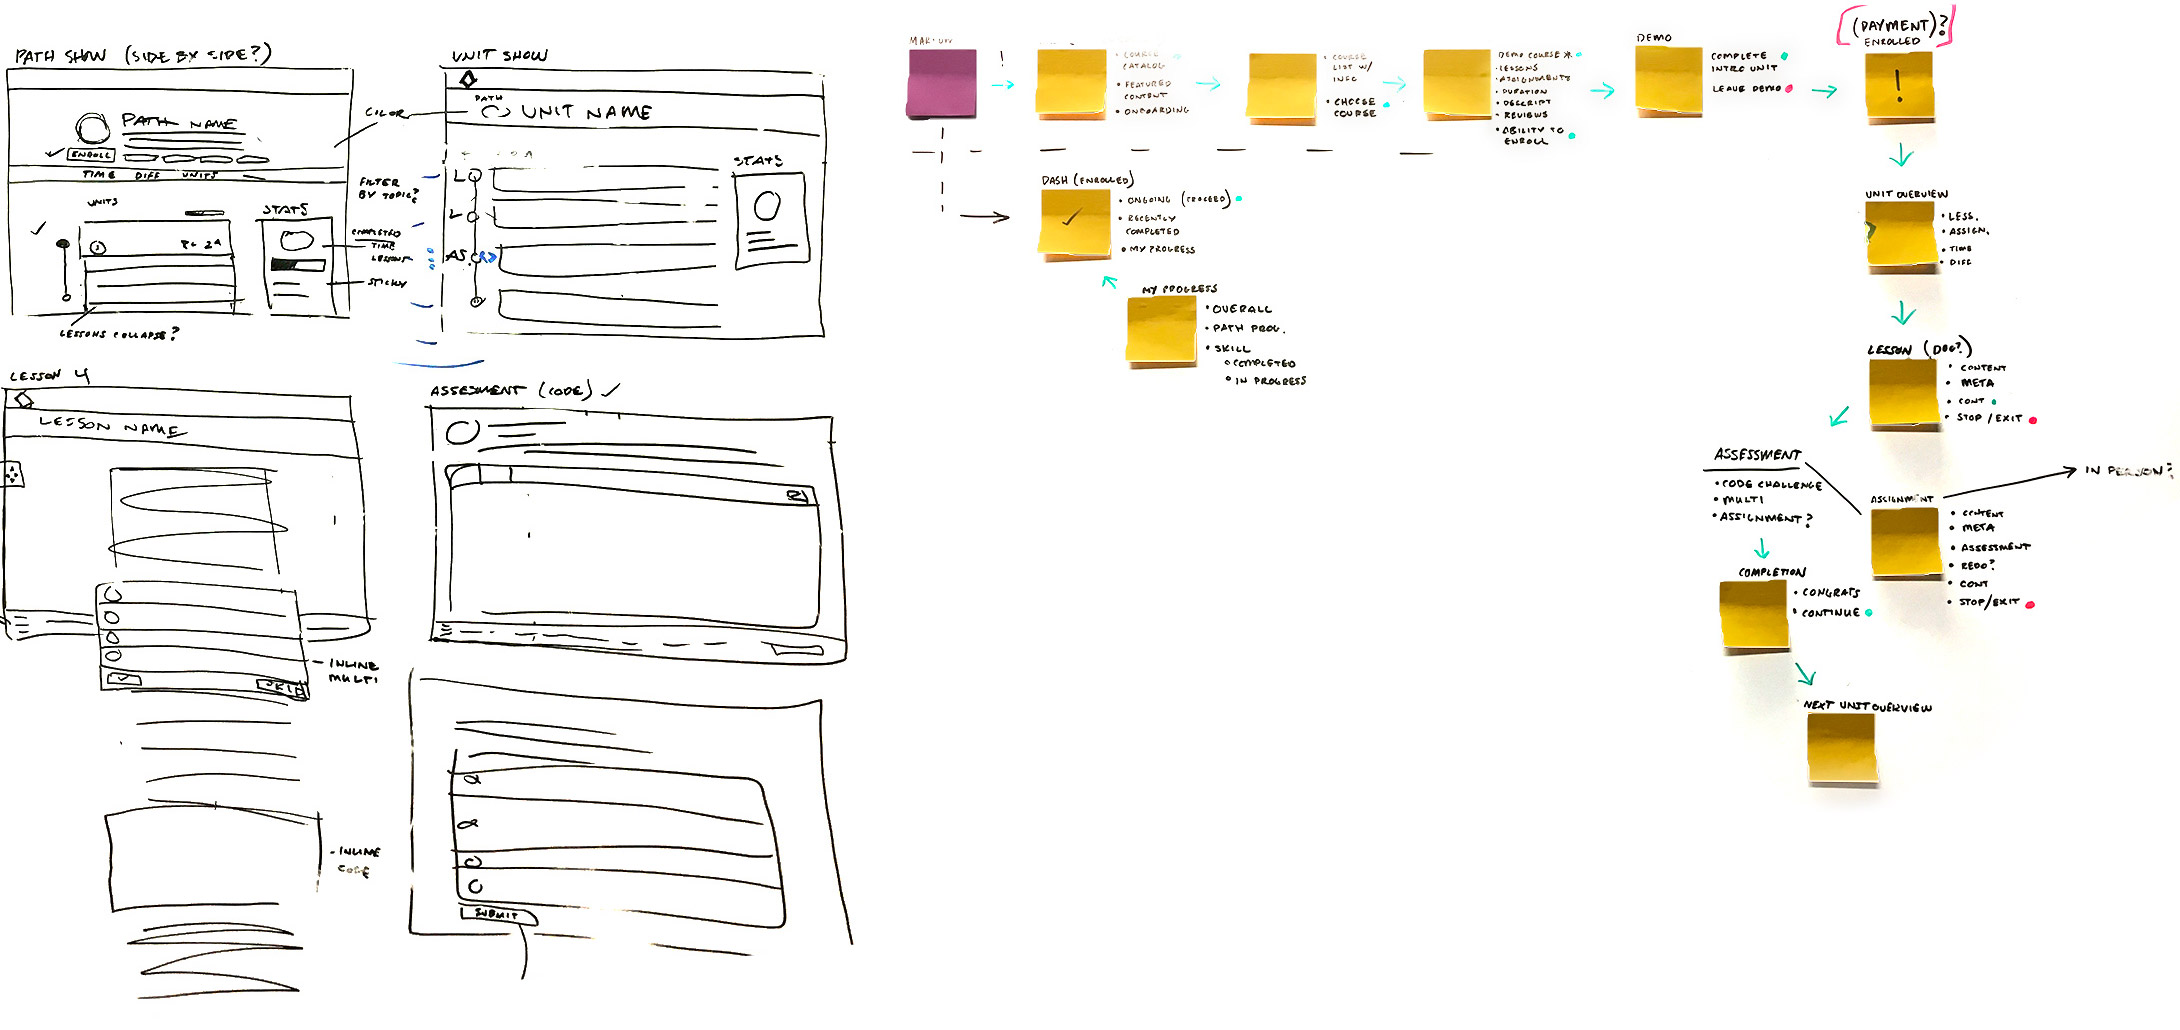 PATH SHOW (SIDE BY SIDE?)
PATH NAME
ENROLL
TIME DIFF UNITS
UNITS
STATS
COLOR
FILTER
BY TOPIC?
COMPLETED
TIME
LESSONS
STICKY
LESSONS COLLAPSE?
UNIT SHOW
PATH
UNIT NAME
L
L
AS.
STATS
LESSON 4
LESSON NAME
SKIP
- INLINE
MULTI
- INLINE
CODE
ASSESMENT (CODE) ✓
SUBMIT
!
• COURSE
CATALOG
• FEATURED
CONTENT
• ONBOARDING
• COURSE
LIST W/
INFO
• CHOOSE
COURSE
DEMO COURSE *
• LESSONS
• ASSIGNMENTS
• DURATION
• DESCRIPT
• REVIEWS
• ABILITY TO
ENROLL
DEMO
COMPLETE
INTRO UNIT
LEAVE DEMO
(PAYMENT)?
ENROLLED
!
DASH (ENROLLED)
• ONGOING (PROCEED)
• RECENTLY
COMPLETED
• MY PROGRESS
MY PROGRESS
• OVERALL
• PATH PROG.
• SKILL
COMPLETED
IN PROGRESS
UNIT OVERVIEW
• LESS.
• ASSIGN.
• TIME
• DIFF
LESSON (DOG?)
• CONTENT
• META
• CONT
• STOP/EXIT
ASSESSMENT
• CODE CHALLENGE
• MULTI
• ASSIGNMENT?
IN PERSON?
ASSIGNMENT
• CONTENT
• META
• ASSESSMENT
• REDO?
• CONT
• STOP/EXIT
COMPLETION
• CONGRATS
• CONTINUE
NEXT UNIT OVERVIEW